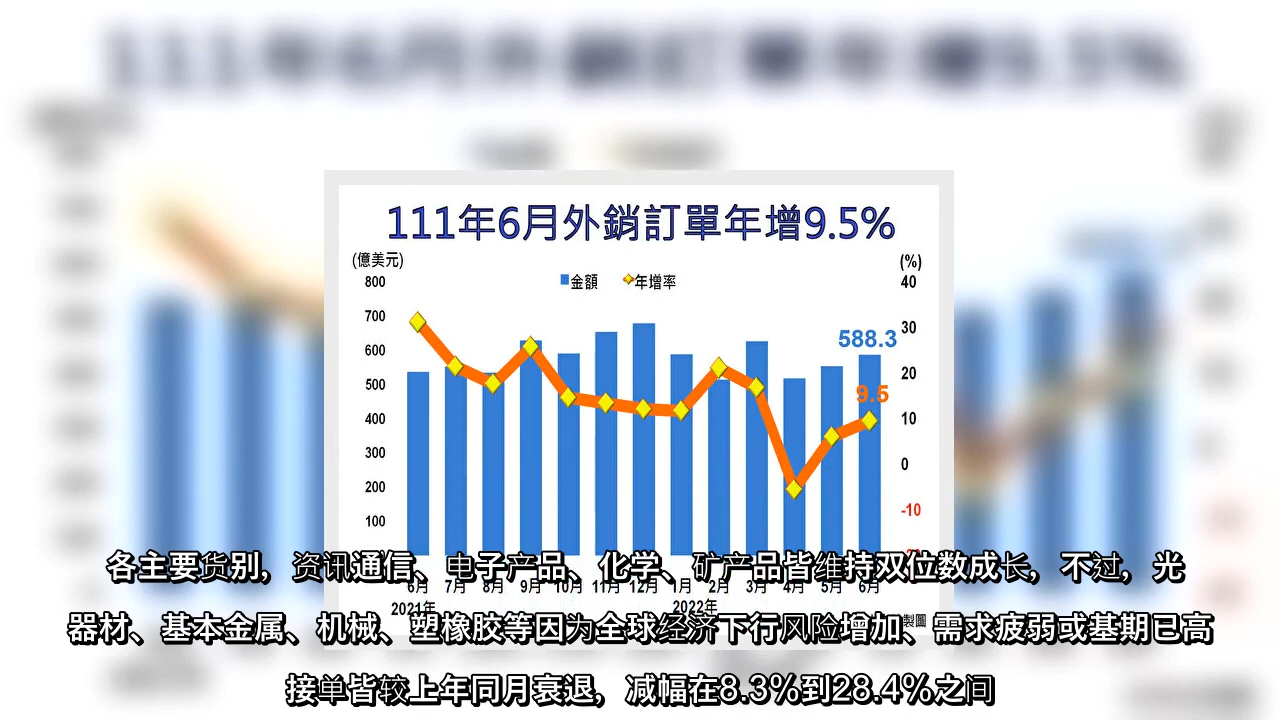 111年6月外銷訂單年增9.5%
(億美元)
(%)
金額
年增率
800
700
600
500
400
300
200
100
40
30
20
10
0
-10
588.3
9.5
6月 7月 8月 9月 10月 11月 12月 1月 2月 3月 4月 5月 6月
2021年
2022年
製圖
各主要货别，资讯通信、电子产品、化学、矿产品皆维持双位数成长，不过，光
器材、基本金属、机械、塑橡胶等因为全球经济下行风险增加、需求疲弱或基期已高
接单皆较上年同月衰退，减幅在8.3%到28.4%之间